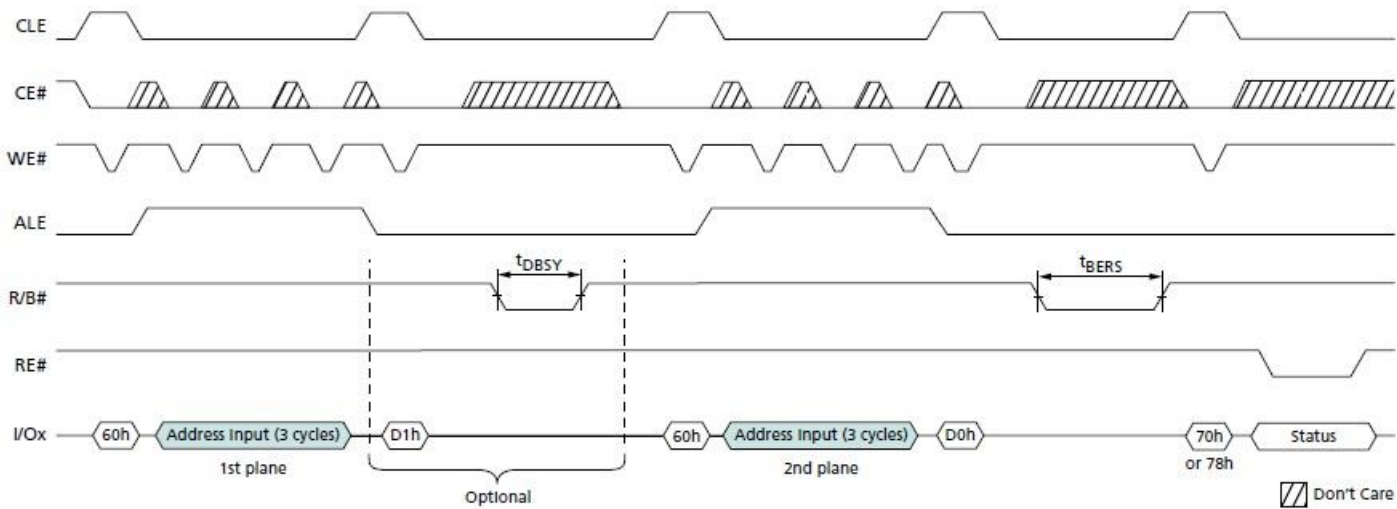 CLE
CE#
WE#
ALE
tDBSY
tBERS
R/B#
RE#
I/Ox
60h
Address Input (3 cycles)
D1h
60h
Address Input (3 cycles)
D0h
70h
Status
1st plane
2nd plane
or 78h
Optional
Don't Care